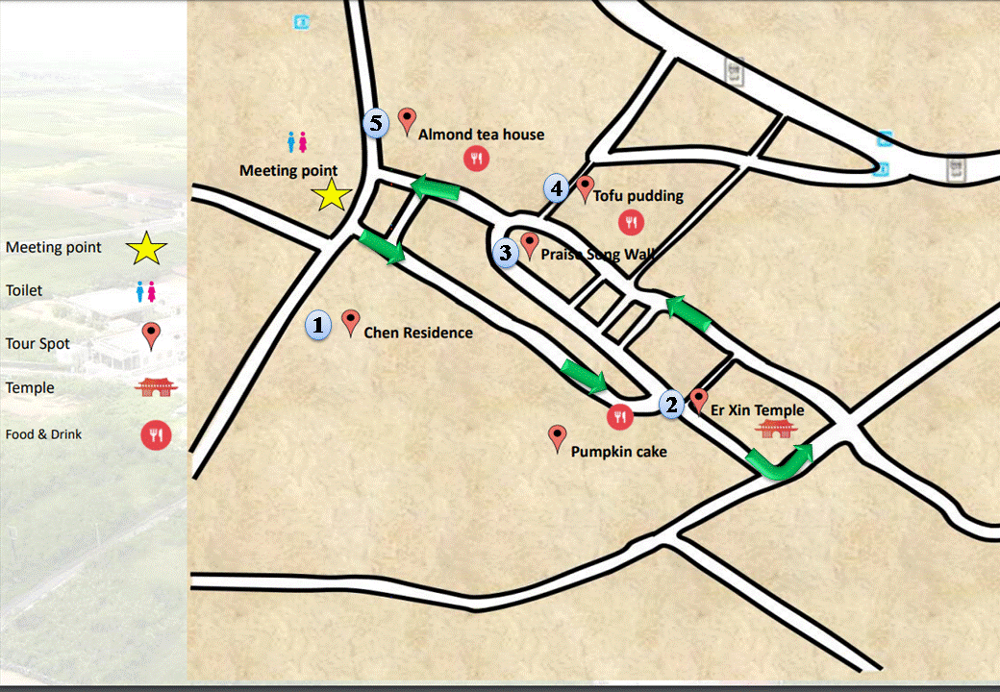 Meeting point
Toilet
Tour Spot
Temple
Food & Drink
5
Almond tea house
Meeting point
4
Tofu pudding
3
Praise Song Wall
1
Chen Residence
2
Er Xin Temple
Pumpkin cake